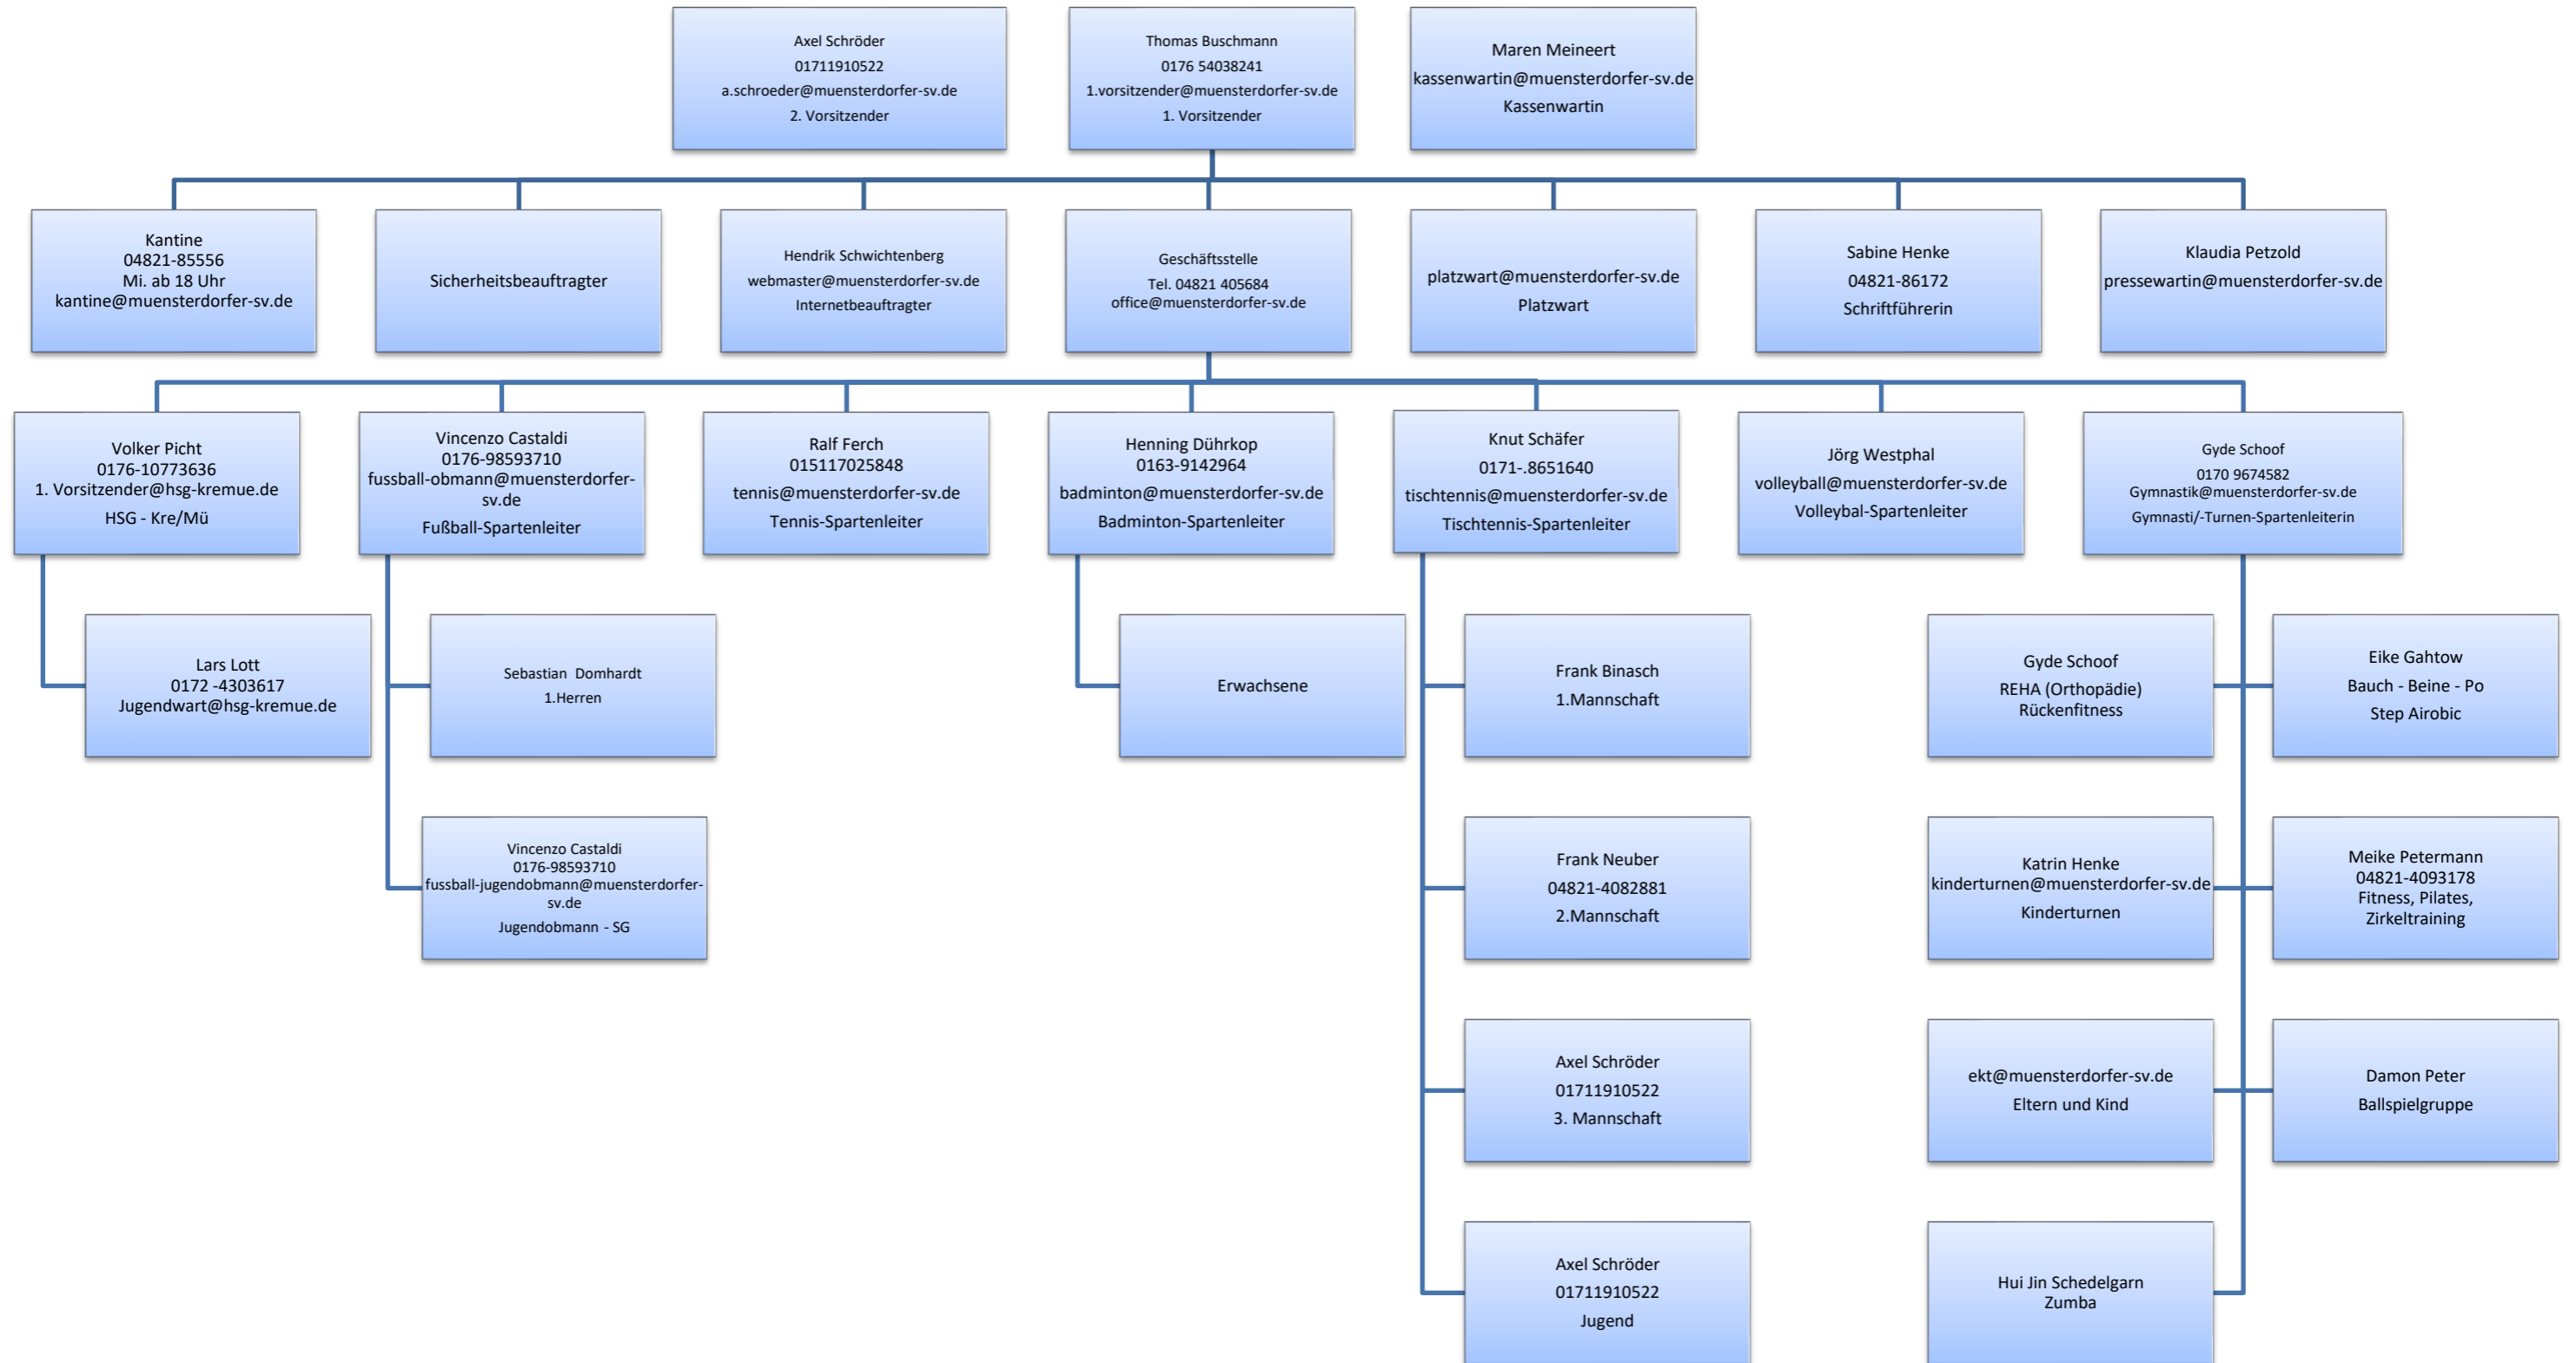 Axel Schröder
01711910522
a.schroeder@muensterdorfer-sv.de
2. Vorsitzender
Thomas Buschmann
0176 54038241
1.vorsitzender@muensterdorfer-sv.de
1. Vorsitzender
Maren Meineert
kassenwartin@muensterdorfer-sv.de
Kassenwartin
Kantine
04821-85556
Mi. ab 18 Uhr
kantine@muensterdorfer-sv.de
Sicherheitsbeauftragter
Hendrik Schwichtenberg
webmaster@muensterdorfer-sv.de
Internetbeauftragter
Geschäftsstelle
Tel. 04821 405684
office@muensterdorfer-sv.de
platzwart@muensterdorfer-sv.de
Platzwart
Sabine Henke
04821-86172
Schriftführerin
Klaudia Petzold
pressewartin@muensterdorfer-sv.de
Volker Picht
0176-10773636
1. Vorsitzender@hsg-kremue.de
HSG - Kre/Mü
Vincenzo Castaldi
0176-98593710
fussball-obmann@muensterdorfer-
sv.de
Fußball-Spartenleiter
Ralf Ferch
015117025848
tennis@muensterdorfer-sv.de
Tennis-Spartenleiter
Henning Dührkop
0163-9142964
badminton@muensterdorfer-sv.de
Badminton-Spartenleiter
Knut Schäfer
0171-.8651640
tischtennis@muensterdorfer-sv.de
Tischtennis-Spartenleiter
Jörg Westphal
volleyball@muensterdorfer-sv.de
Volleybal-Spartenleiter
Gyde Schoof
0170 9674582
Gymnastik@muensterdorfer-sv.de
Gymnasti/-Turnen-Spartenleiterin
Lars Lott
0172 -4303617
Jugendwart@hsg-kremue.de
Sebastian  Domhardt
1.Herren
Erwachsene
Frank Binasch
1.Mannschaft
Gyde Schoof
REHA (Orthopädie)
Rückenfitness
Eike Gahtow
Bauch - Beine - Po
Step Airobic
Vincenzo Castaldi
0176-98593710
fussball-jugendobmann@muensterdorfer-
sv.de
Jugendobmann - SG
Frank Neuber
04821-4082881
2.Mannschaft
Katrin Henke
kinderturnen@muensterdorfer-sv.de
Kinderturnen
Meike Petermann
04821-4093178
Fitness, Pilates,
Zirkeltraining
Axel Schröder
01711910522
3. Mannschaft
ekt@muensterdorfer-sv.de
Eltern und Kind
Damon Peter
Ballspielgruppe
Axel Schröder
01711910522
Jugend
Hui Jin Schedelgarn
Zumba